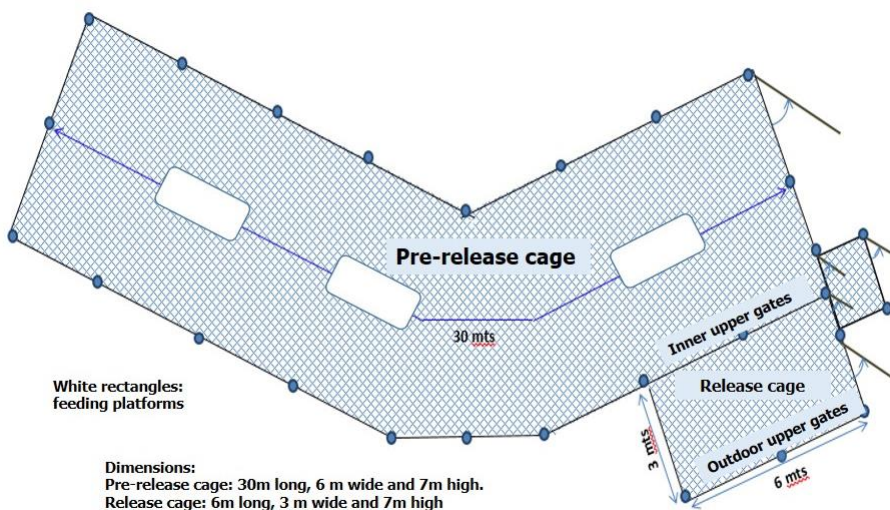 Pre-release cage
30 mts
Inner upper gates
Release cage
Outdoor upper gates
3 mts
6 mts
White rectangles:
feeding platforms
Dimensions:
Pre-release cage: 30m long, 6 m wide and 7m high.
Release cage: 6m long, 3 m wide and 7m high